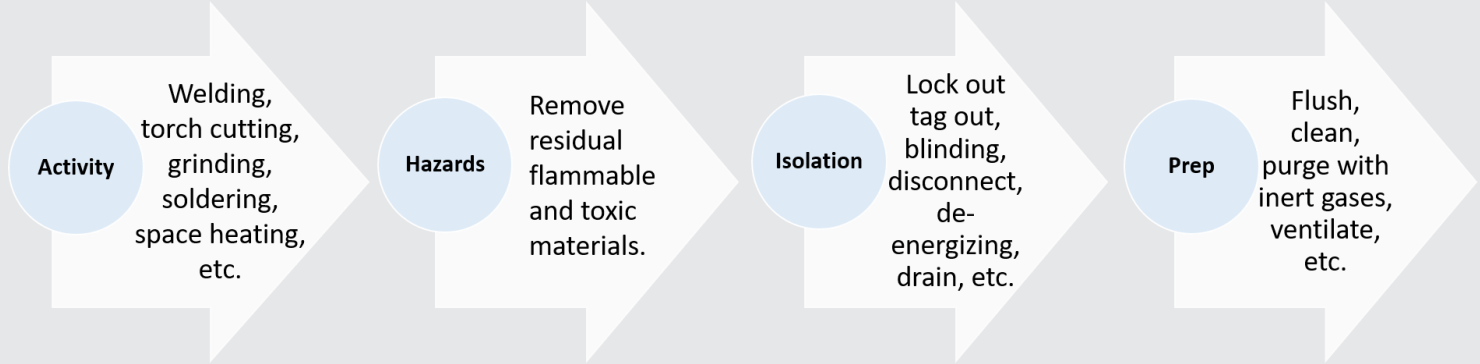 Activity
Welding,
torch cutting,
grinding,
soldering,
space heating,
etc.
Hazards
Remove
residual
flammable
and toxic
materials.
Isolation
Lock out
tag out,
blinding,
disconnect,
de-
energizing,
drain, etc.
Prep
Flush,
clean,
purge with
inert gases,
ventilate,
etc.